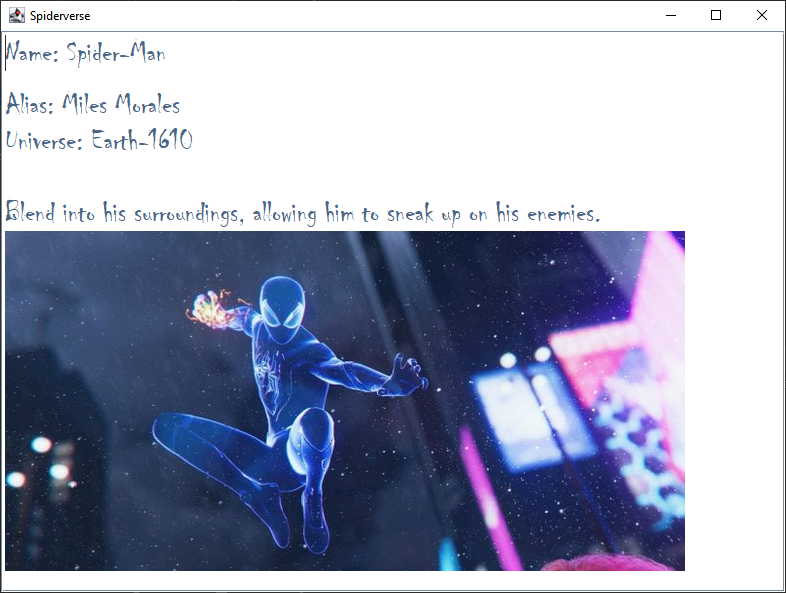 Spiderverse
Name: Spider-Man
Alias: Miles Morales
Universe: Earth-1610
Blend into his surroundings, allowing him to sneak up on his enemies.